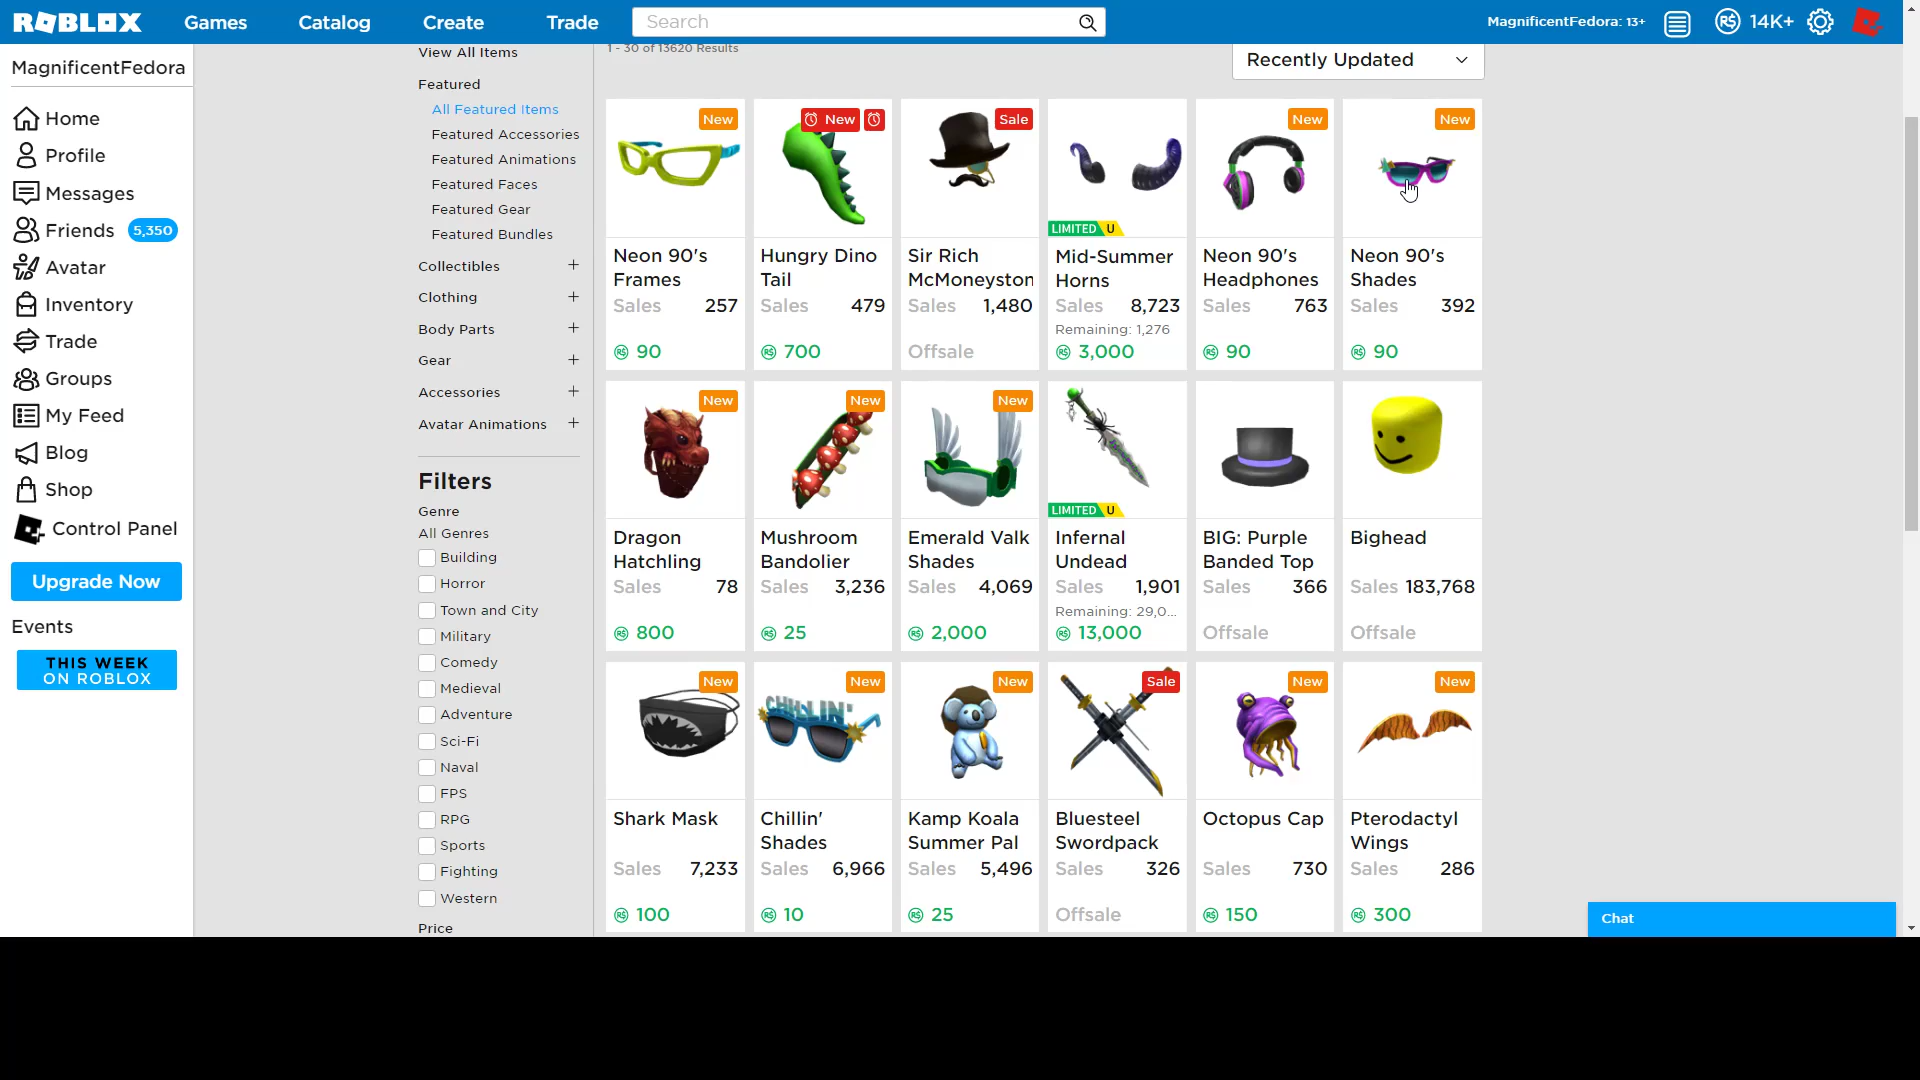 ROBLOX
Games
Catalog
Create
Trade
Search
MagnificentFedora: 13+
14K+
MagnificentFedora
Home
Profile
Messages
Friends 5,350
Avatar
Inventory
Trade
Groups
My Feed
Blog
Shop
Control Panel
Upgrade Now
Events
THIS WEEK
ON ROBLOX
View All Items
Featured
All Featured Items
Featured Accessories
Featured Animations
Featured Faces
Featured Gear
Featured Bundles
Collectibles +
Clothing +
Body Parts +
Gear +
Accessories +
Avatar Animations +
Filters
Genre
All Genres
Building
Horror
Town and City
Military
Comedy
Medieval
Adventure
Sci-Fi
Naval
FPS
RPG
Sports
Fighting
Western
Price
1 - 30 of 13620 Results
Recently Updated
New
Neon 90's
Frames
Sales 257
90
New
Hungry Dino
Tail
Sales 479
700
Sale
Sir Rich
McMoneyston
Sales 1,480
Offsale
LIMITED U
Mid-Summer
Horns
Sales 8,723
Remaining: 1,276
3,000
New
Neon 90's
Headphones
Sales 763
90
New
Neon 90's
Shades
Sales 392
90
New
Dragon
Hatchling
Sales 78
800
New
Mushroom
Bandolier
Sales 3,236
25
New
Emerald Valk
Shades
Sales 4,069
2,000
LIMITED U
Infernal
Undead
Sales 1,901
Remaining: 29,0...
13,000
BIG: Purple
Banded Top
Sales 366
Offsale
Bighead
Sales 183,768
Offsale
New
Shark Mask
Sales 7,233
100
New
CHILLIN'
Chillin'
Shades
Sales 6,966
10
New
Kamp Koala
Summer Pal
Sales 5,496
25
Sale
Bluesteel
Swordpack
Sales 326
Offsale
New
Octopus Cap
Sales 730
150
New
Pterodactyl
Wings
Sales 286
300
Chat